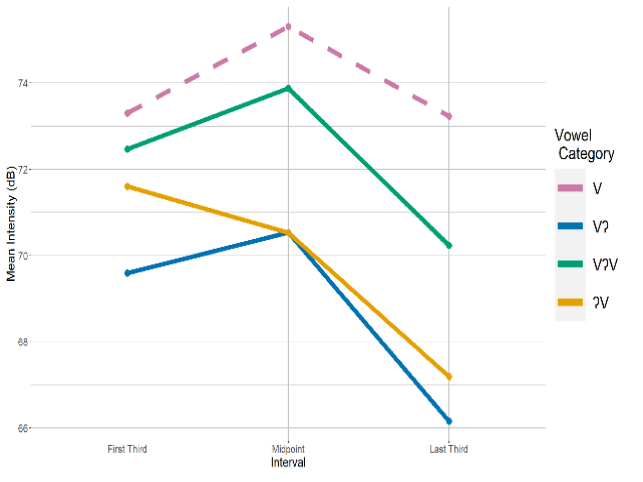 74
72
70
68
66
Mean Intensity (dB)
First Third
Midpoint
Last Third
Interval
Vowel
Category
V
Vʔ
VʔV
ʔV